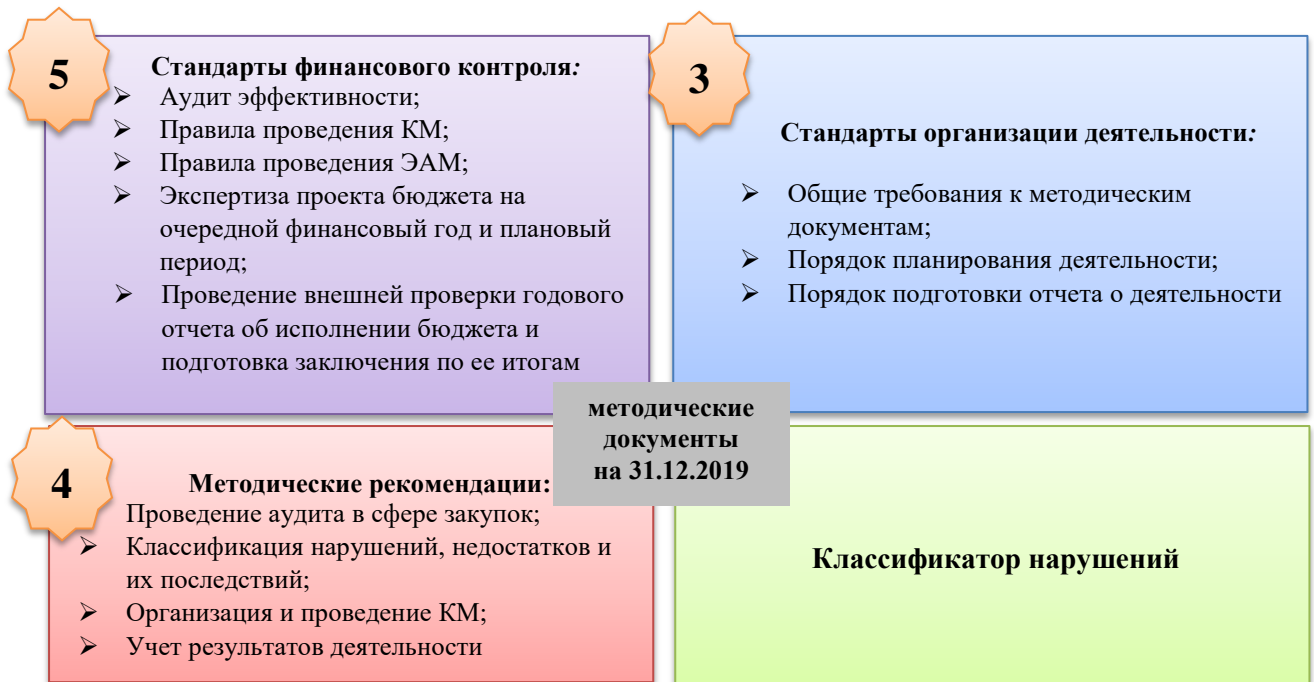 5
Стандарты финансового контроля:
➢ Аудит эффективности;
➢ Правила проведения КМ;
➢ Правила проведения ЭАМ;
➢ Экспертиза проекта бюджета на
очередной финансовый год и плановый
период;
➢ Проведение внешней проверки годового
отчета об исполнении бюджета и
подготовка заключения по ее итогам
3
Стандарты организации деятельности:
➢ Общие требования к методическим
документам;
➢ Порядок планирования деятельности;
➢ Порядок подготовки отчета о деятельности
методические
документы
на 31.12.2019
4
Методические рекомендации:
Проведение аудита в сфере закупок;
➢ Классификация нарушений, недостатков и
их последствий;
➢ Организация и проведение КМ;
➢ Учет результатов деятельности
Классификатор нарушений